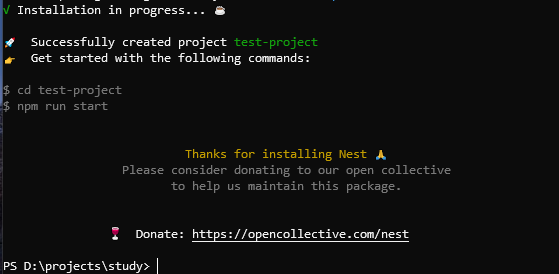 √ Installation in progress... ☕
🚀 Successfully created project test-project
👉 Get started with the following commands:
$ cd test-project
$ npm run start
Thanks for installing Nest 🙏
Please consider donating to our open collective
to help us maintain this package.
🍷 Donate: https://opencollective.com/nest
PS D:\projects\study>